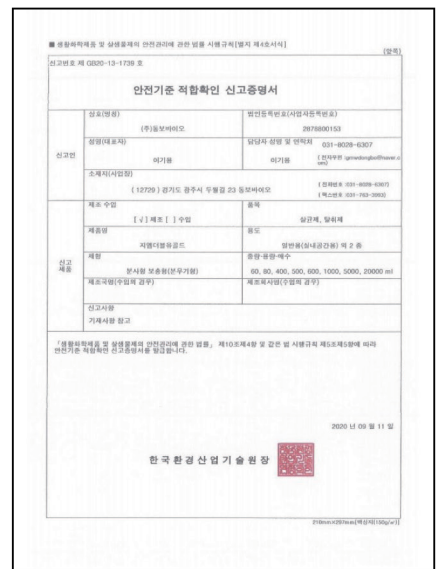 ■ 생활화학제품 및 살생물제의 안전관리에 관한 법률 시행규칙[별지 제4호서식]
(앞쪽)
신고번호 제 GB20-13-1739 호
안전기준 적합확인 신고증명서
신고인
상호(명칭)
(주)동보바이오
법인등록번호(사업자등록번호)
2878800153
성명(대표자)
이기용
담당자 성명 및 연락처
031-8028-6307
이기용
소재지(사업장)
( 12729 ) 경기도 광주시 두월길 23 동보바이오
( 전화번호 :031-8028-6307)
( 팩스번호 :031-763-3093)
신고
제품
제조 수입
[ √ ] 제조 [ ] 수입
품목
살균제, 탈취제
제품명
지엠더블유골드
용도
일반용(실내공간용) 외 2 종
제형
분사형 보충형(분무기형)
중량·용량·매수
60, 80, 400, 500, 600, 1000, 5000, 20000 ml
제조국명(수입의 경우)
제조회사명(수입의 경우)
신고사항
기재사항 참고
「생활화학제품 및 살생물제의 안전관리에 관한 법률」 제10조제4항 및 같은 법 시행규칙 제5조제5항에 따라
안전기준 적합확인 신고증명서를 발급합니다.
2020 년 09 월 11 일
한국환경산업기술원장
210mm×297mm[백상지(150g/㎡)]